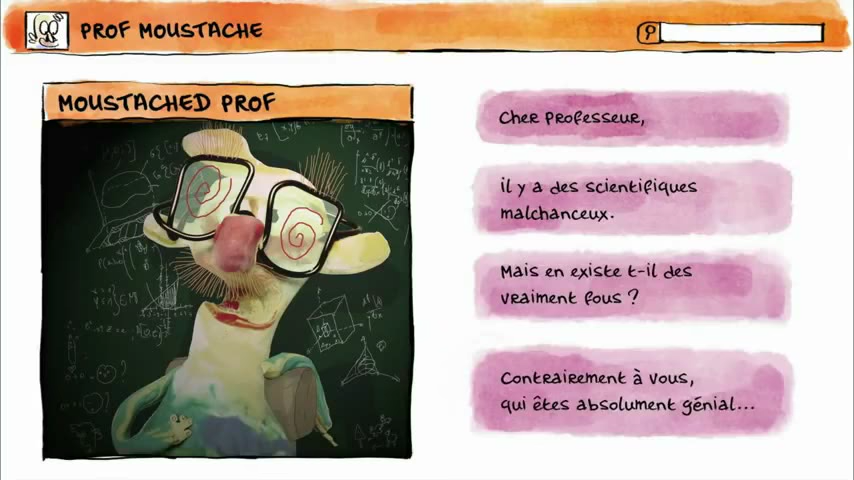 PROF MOUSTACHE
MOUSTACHED PROF
Cher Professeur,
il y a des scientifiques
malchanceux.
Mais en existe t-il des
vraiment fous ?
Contrairement à vous,
qui êtes absolument génial...